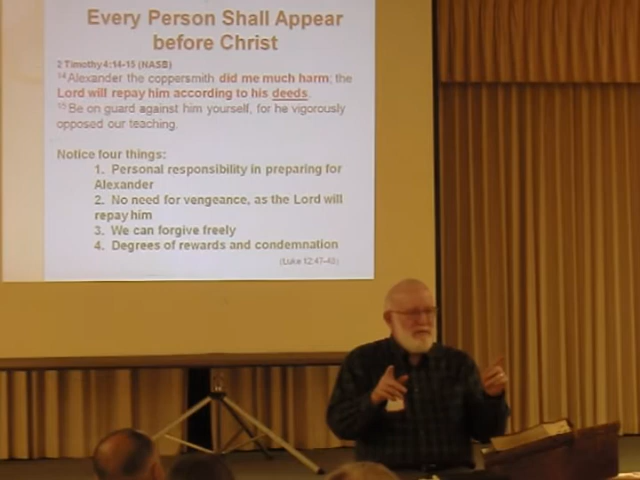 Every Person Shall Appear
before Christ
2 Timothy 4:14-15 (NASB)
14 Alexander the coppersmith did me much harm; the
Lord will repay him according to his deeds.
15 Be on guard against him yourself, for he vigorously
opposed our teaching.
Notice four things:
1. Personal responsibility in preparing for
Alexander
2. No need for vengeance, as the Lord will
repay him
3. We can forgive freely
4. Degrees of rewards and condemnation
(Luke 12:47-48)